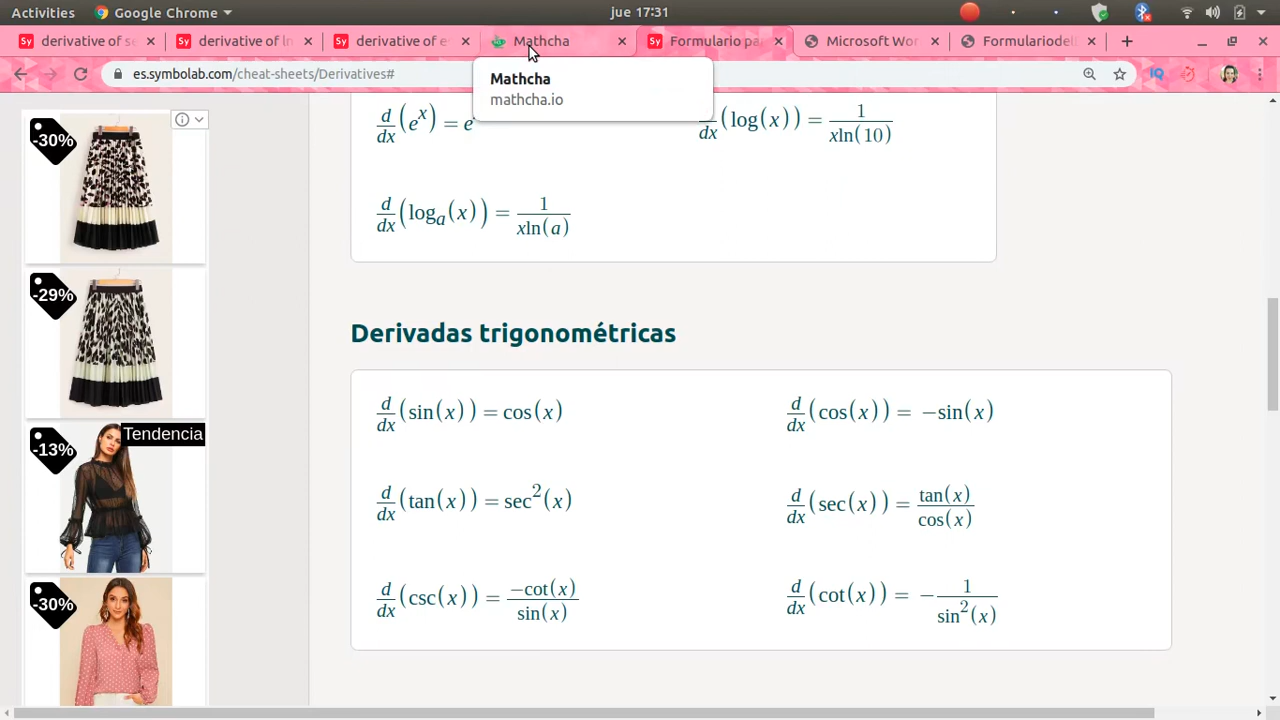 Activities Google Chrome jue 17:31
derivative of se derivative of ln derivative of e Mathcha Formulario pa Microsoft Wor Formulariodel
es.symbolab.com/cheat-sheets/Derivatives#
Mathcha
mathcha.io
d/dx(e^x) = e
d/dx(log(x)) = 1/(xln(10))
d/dx(log_a(x)) = 1/(xln(a))
Derivadas trigonométricas
d/dx(sin(x)) = cos(x)
d/dx(cos(x)) = −sin(x)
d/dx(tan(x)) = sec^2(x)
d/dx(sec(x)) = tan(x)/cos(x)
d/dx(csc(x)) = −cot(x)/sin(x)
d/dx(cot(x)) = −1/sin^2(x)
-30%
-29%
-13%
Tendencia
-30%